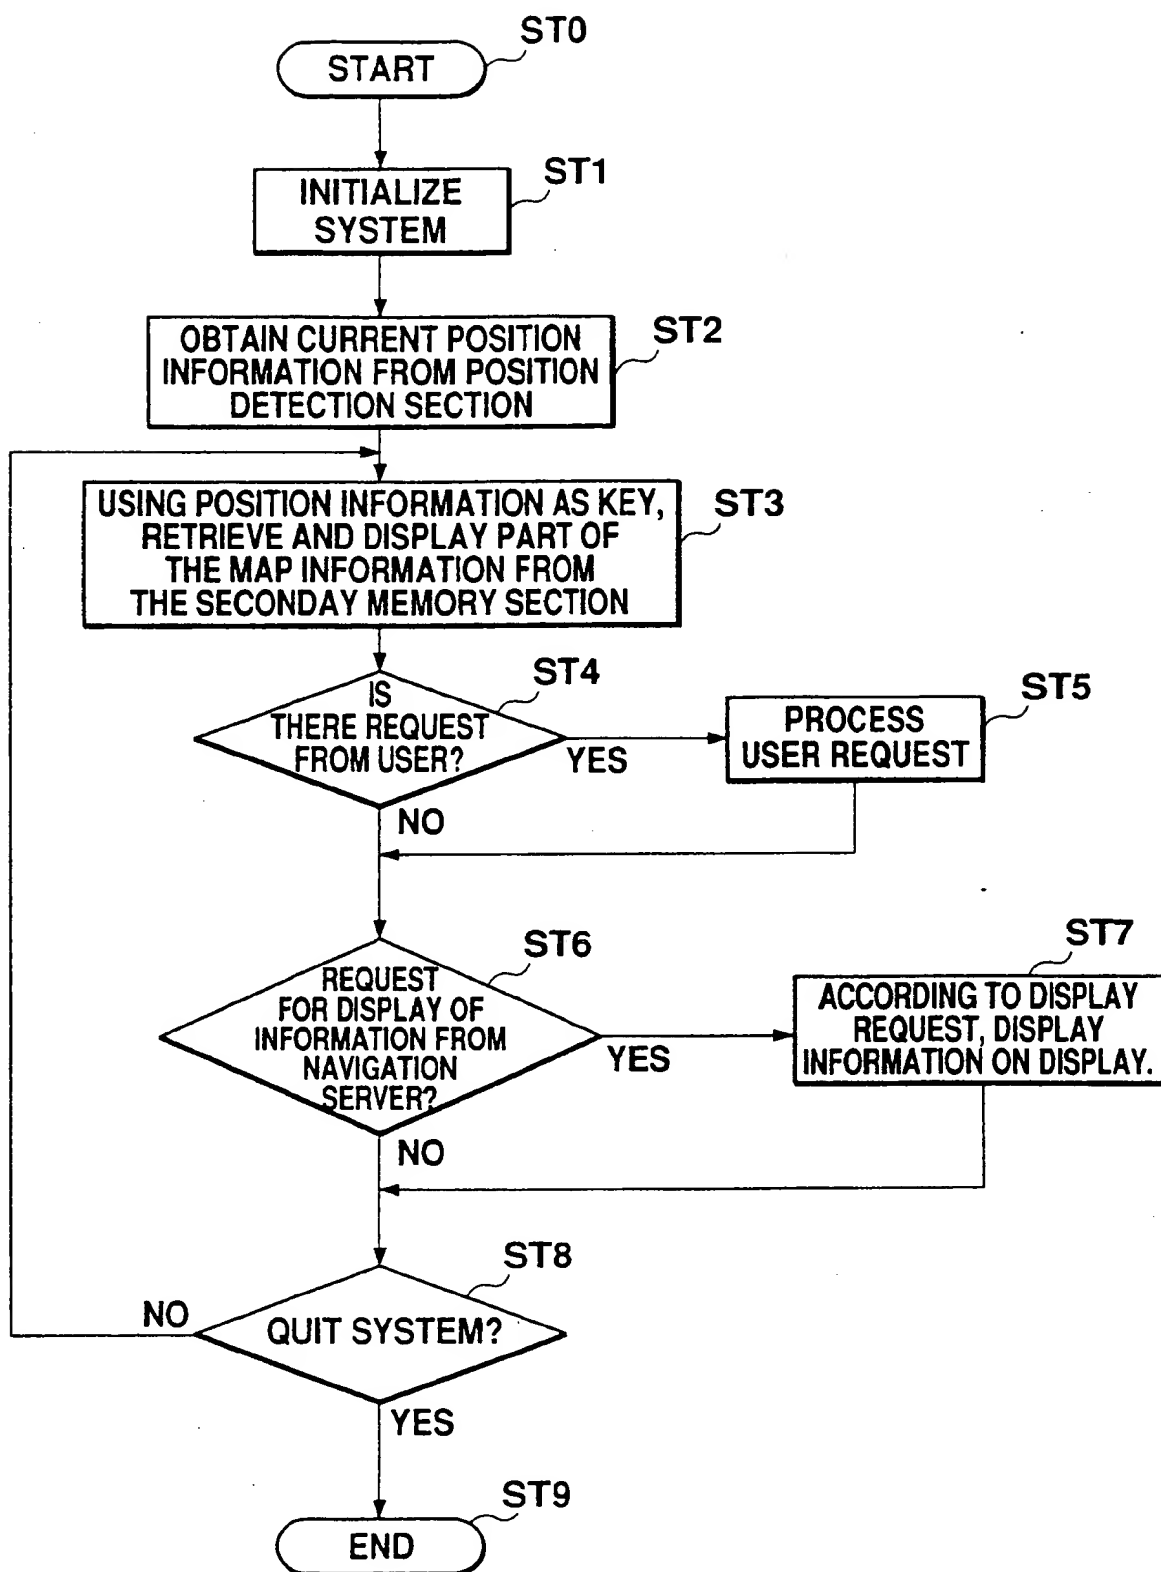 ST0
START
ST1
INITIALIZE
SYSTEM
ST2
OBTAIN CURRENT POSITION
INFORMATION FROM POSITION
DETECTION SECTION
ST3
USING POSITION INFORMATION AS KEY,
RETRIEVE AND DISPLAY PART OF
THE MAP INFORMATION FROM
THE SECONDAY MEMORY SECTION
ST4
IS
THERE REQUEST
FROM USER?
YES
NO
ST5
PROCESS
USER REQUEST
ST6
REQUEST
FOR DISPLAY OF
INFORMATION FROM
NAVIGATION
SERVER?
YES
NO
ST7
ACCORDING TO DISPLAY
REQUEST, DISPLAY
INFORMATION ON DISPLAY.
ST8
QUIT SYSTEM?
NO
YES
ST9
END